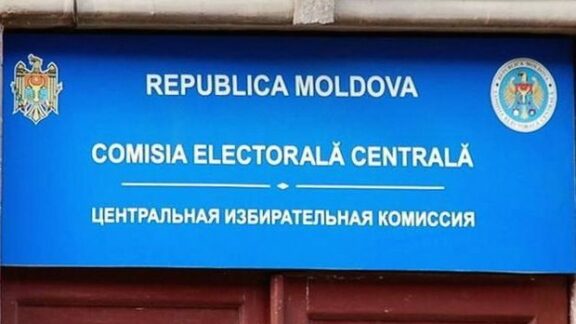 REPUBLICA MOLDOVA
COMISIA ELECTORALĂ CENTRALĂ
ЦЕНТРАЛЬНАЯ ИЗБИРАТЕЛЬНАЯ КОМИССИЯ